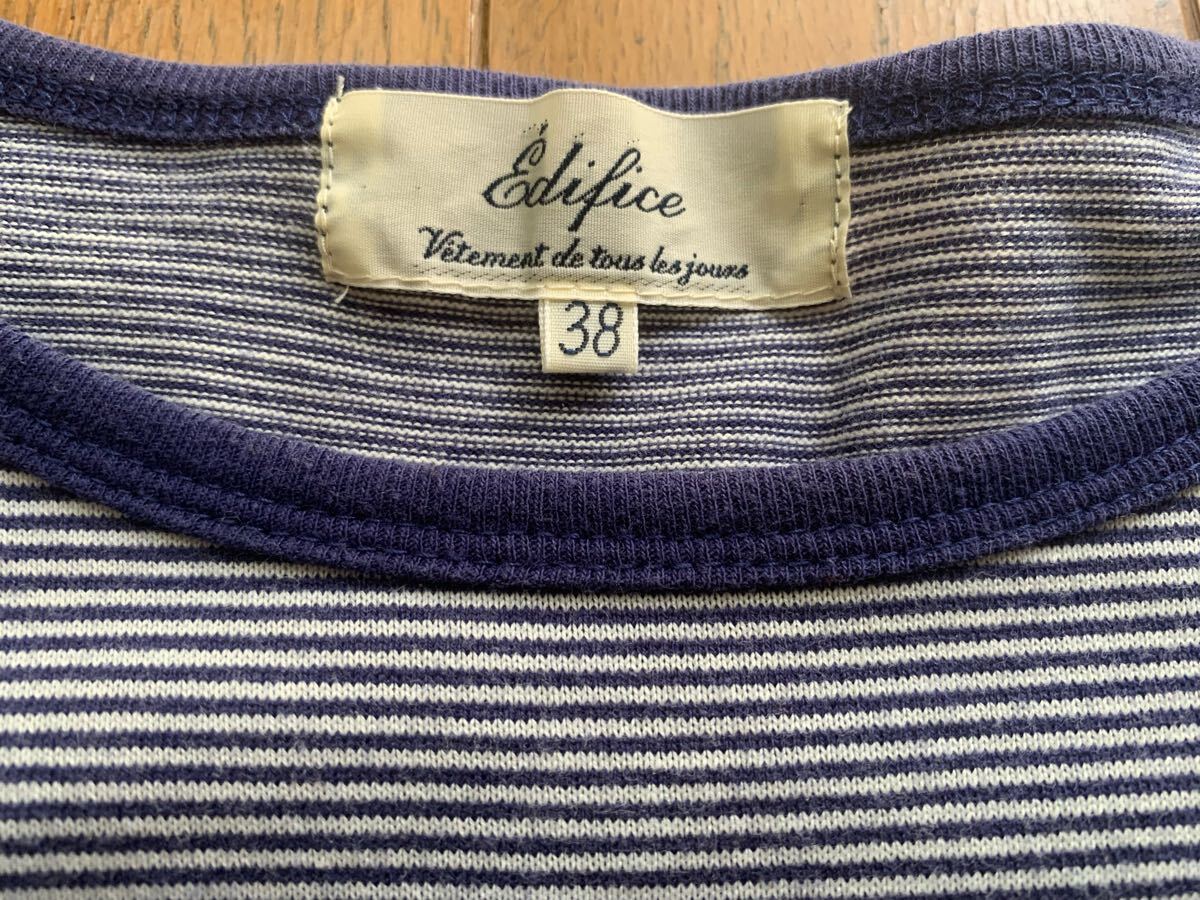 Édifice
Vêtement de tous les jours
38